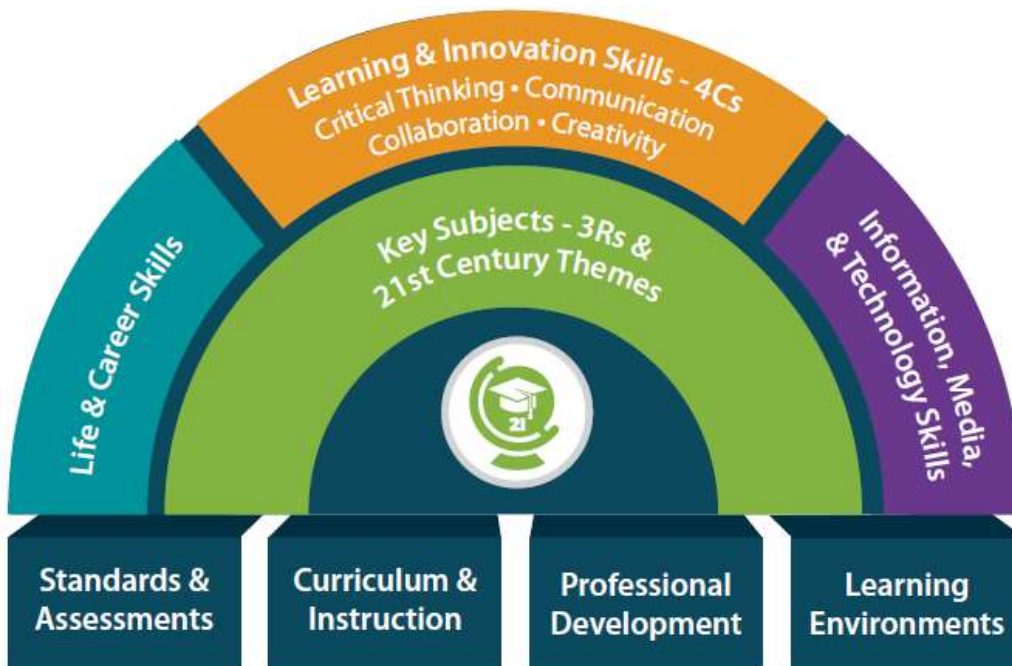 Learning & Innovation Skills - 4Cs
Critical Thinking • Communication
Collaboration • Creativity
Life & Career Skills
Key Subjects - 3Rs &
21st Century Themes
Information, Media,
& Technology Skills
21
Standards &
Assessments
Curriculum &
Instruction
Professional
Development
Learning
Environments